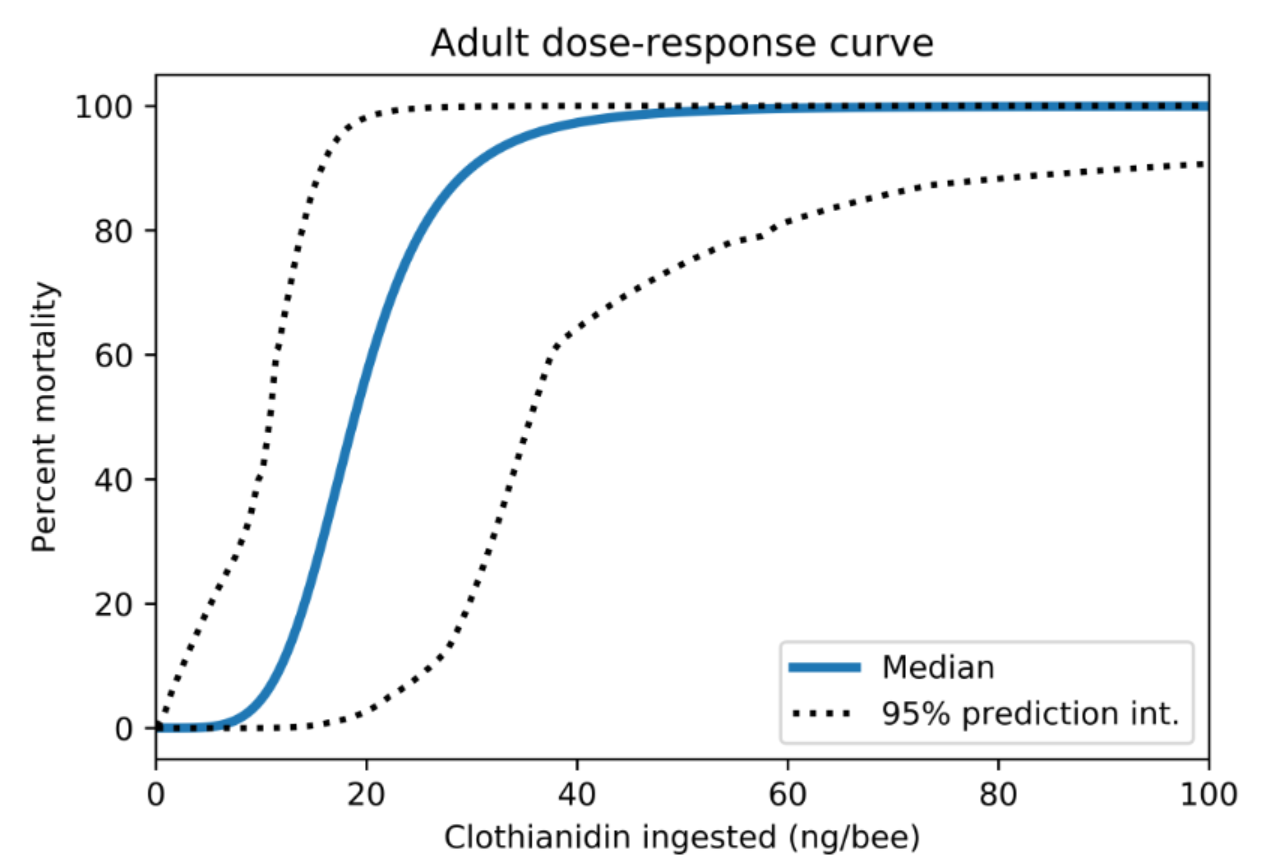 Adult dose-response curve
100
80
60
40
20
0
Percent mortality
Median
95% prediction int.
0 20 40 60 80 100
Clothianidin ingested (ng/bee)